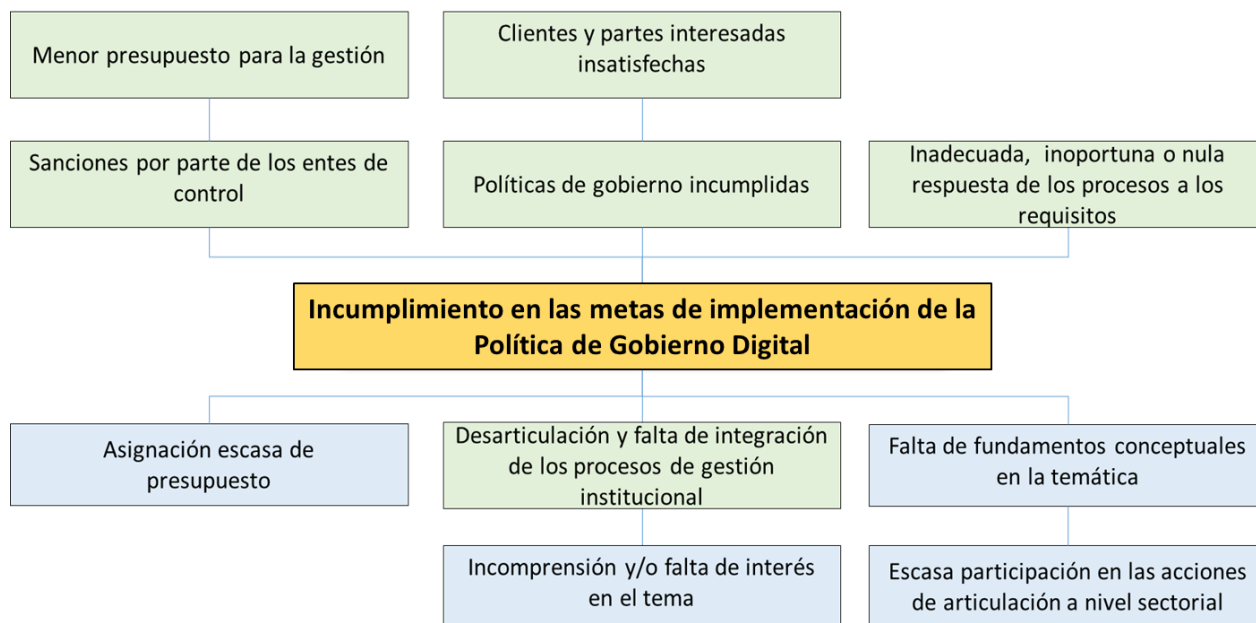 Menor presupuesto para la gestión
Clientes y partes interesadas
insatisfechas
Sanciones por parte de los entes de
control
Políticas de gobierno incumplidas
Inadecuada, inoportuna o nula
respuesta de los procesos a los
requisitos
Incumplimiento en las metas de implementación de la
Política de Gobierno Digital
Asignación escasa de
presupuesto
Desarticulación y falta de integración
de los procesos de gestión
institucional
Falta de fundamentos conceptuales
en la temática
Incomprensión y/o falta de interés
en el tema
Escasa participación en las acciones
de articulación a nivel sectorial